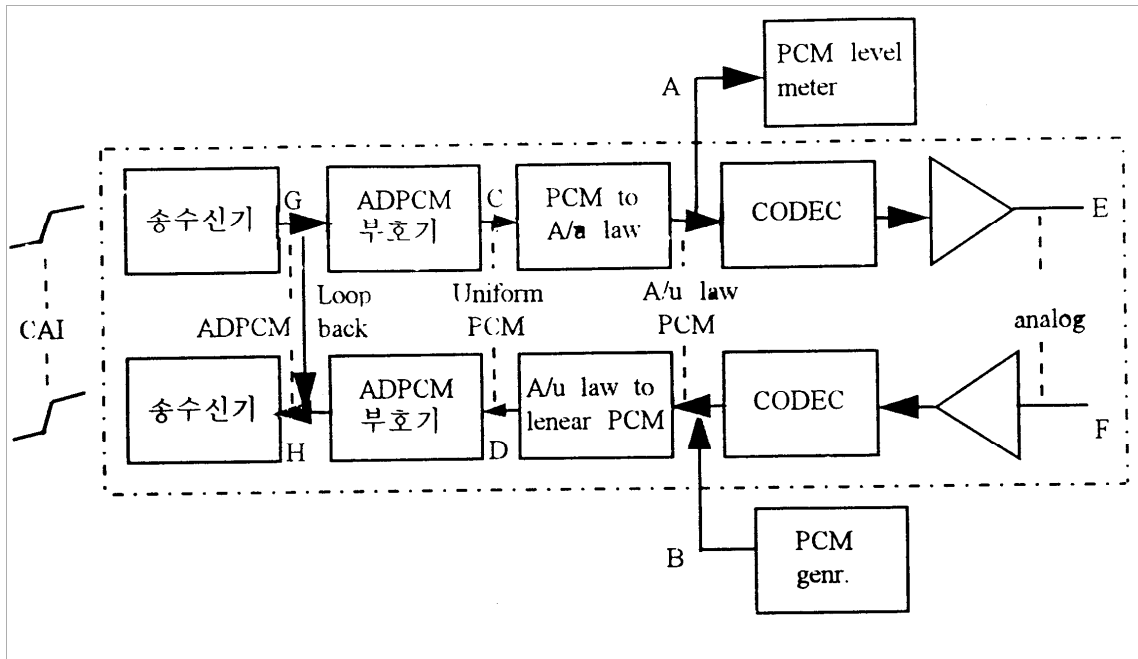 PCM level
meter
A
송수신기
G
ADPCM
부호기
C
PCM to
A/a law
CODEC
E
CAI
ADPCM
Loop
back
Uniform
PCM
A/u law
PCM
analog
송수신기
H
ADPCM
부호기
D
A/u law to
lenear PCM
CODEC
F
B
PCM
genr.